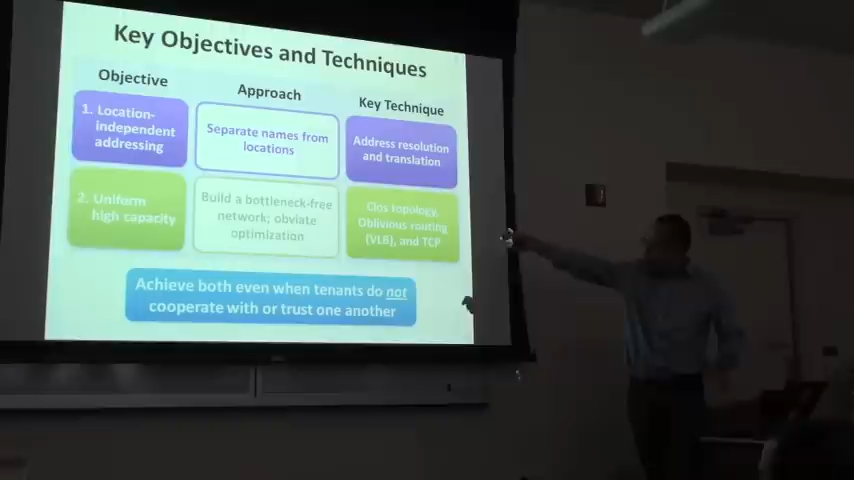 Key Objectives and Techniques
Objective
Approach
Key Technique
1. Location-
independent
addressing
Separate names from
locations
Address resolution
and translation
2. Uniform
high capacity
Build a bottleneck-free
network; obviate
optimization
Clos topology,
Oblivious routing
(VLB), and TCP
Achieve both even when tenants do not
cooperate with or trust one another